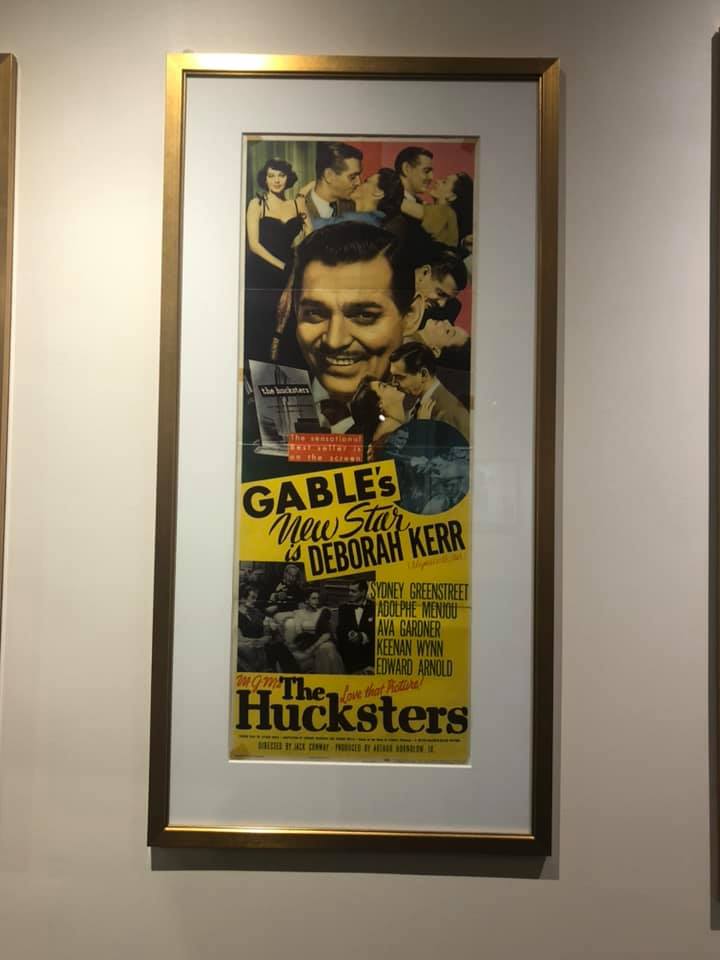 the hucksters
The sensational
best seller is
on the screen
GABLE's
New Star
is DEBORAH KERR
SYDNEY GREENSTREET
ADOLPHE MENJOU
AVA GARDNER
KEENAN WYNN
EDWARD ARNOLD
M-G-M's
Love that Picture!
The
Hucksters
DIRECTED BY JACK CONWAY · PRODUCED BY ARTHUR HORNBLOW, JR.